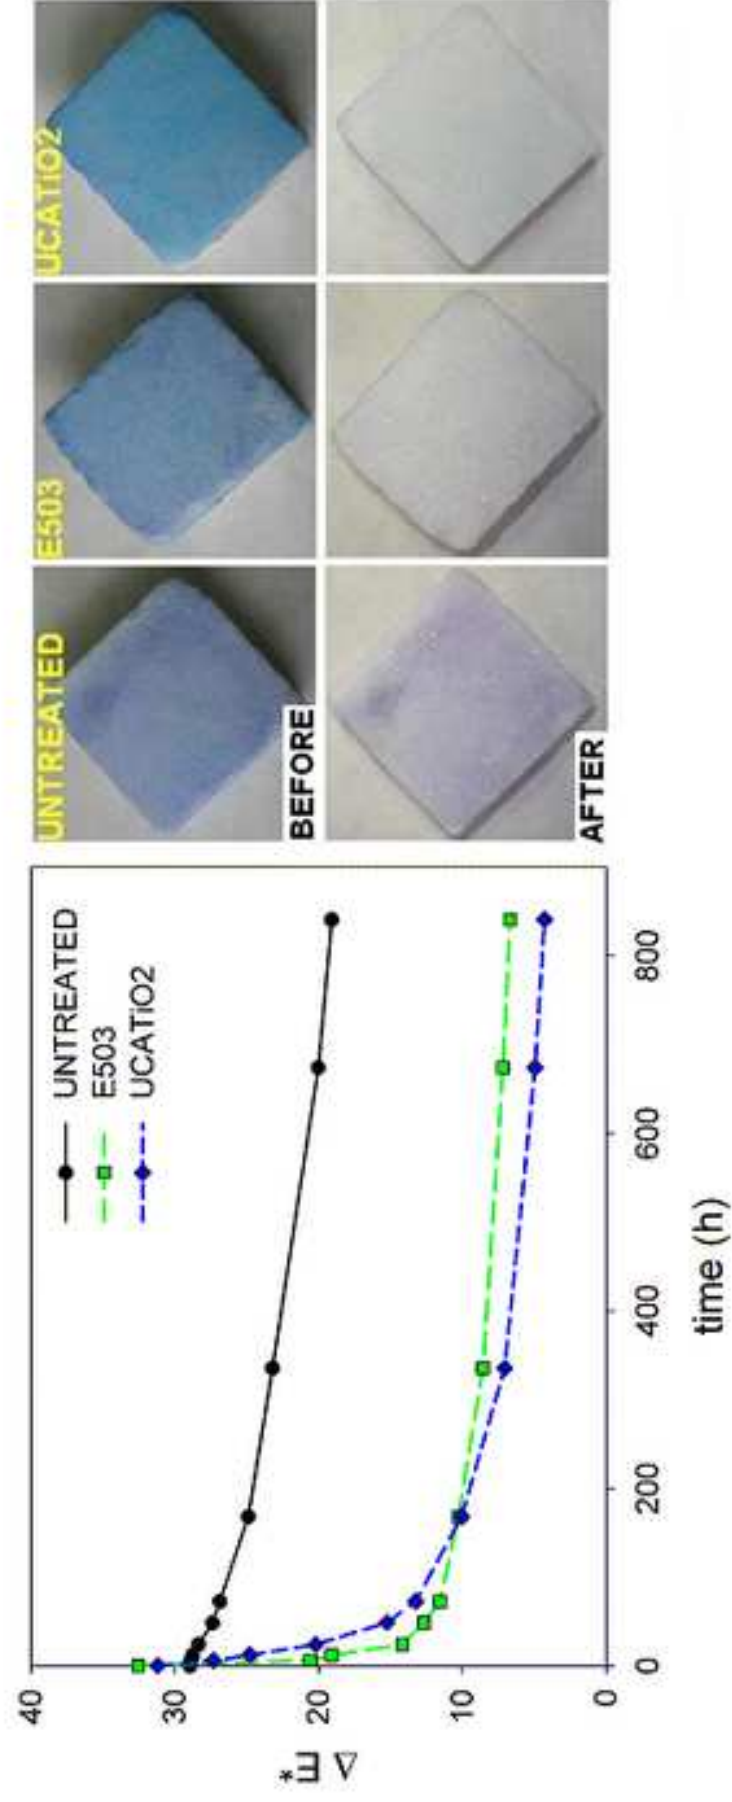 40
30
20
10
0
Δ E*
0
200
400
600
800
time (h)
UNTREATED
E503
UCATiO2
UNTREATED
E503
UCATiO2
BEFORE
AFTER